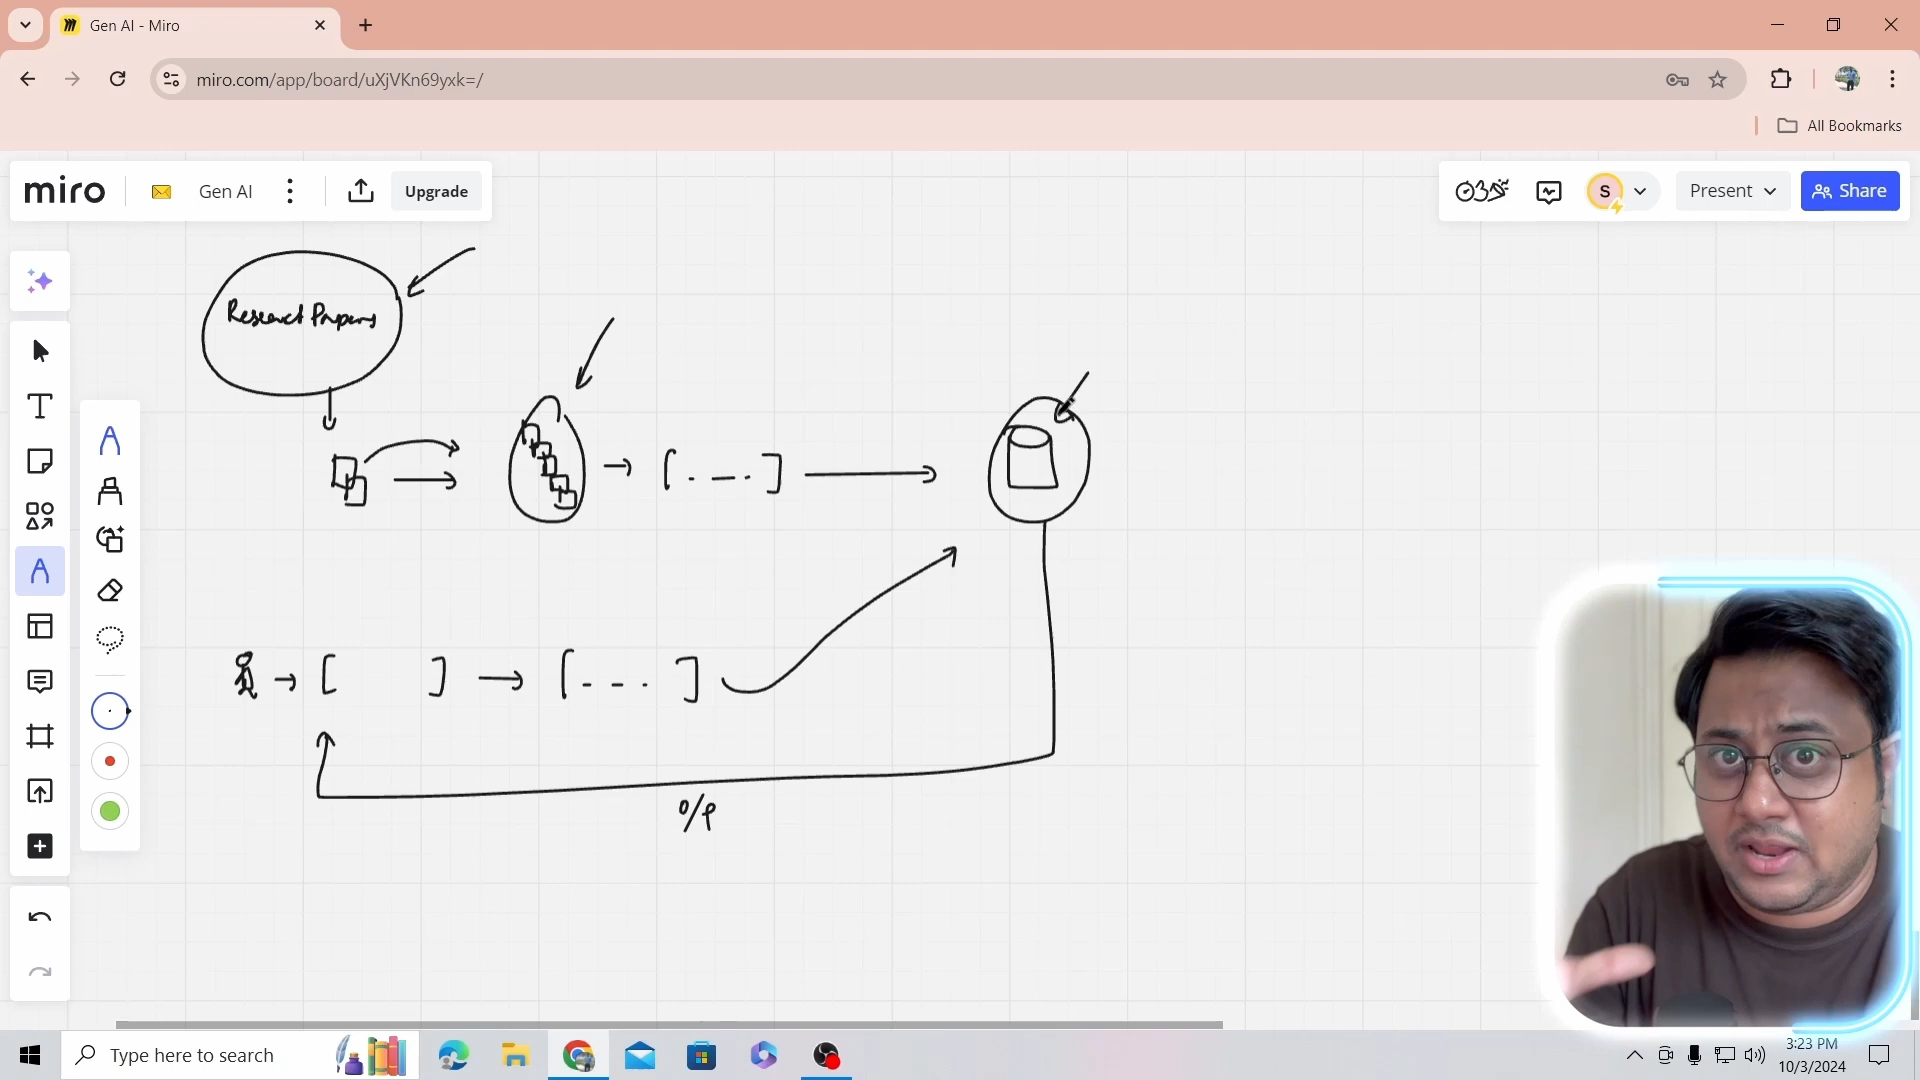 Gen AI - Miro
miro.com/app/board/uXjVKn69yxk=/
All Bookmarks
miro
Gen AI
Upgrade
S
Present
Share
Research Papers
[. _ _ .]
[ ] → [. - - .]
O/P
Type here to search
3:23 PM
10/3/2024